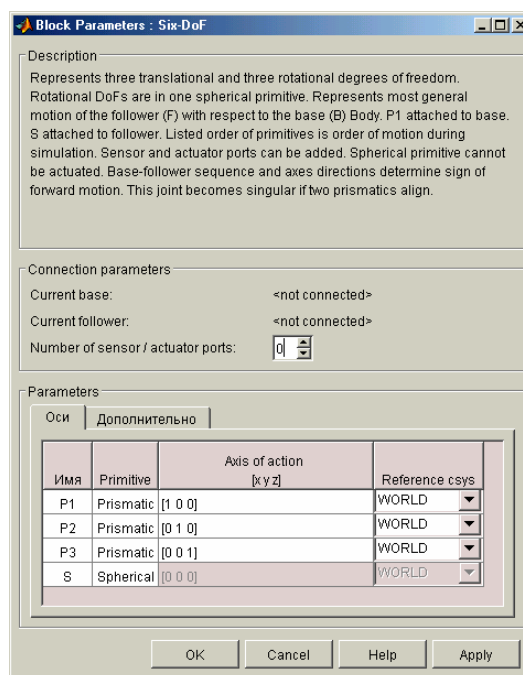 Block Parameters : Six-DoF
Description
Represents three translational and three rotational degrees of freedom.
Rotational DoFs are in one spherical primitive. Represents most general
motion of the follower (F) with respect to the base (B) Body. P1 attached to base.
S attached to follower. Listed order of primitives is order of motion during
simulation. Sensor and actuator ports can be added. Spherical primitive cannot
be actuated. Base-follower sequence and axes directions determine sign of
forward motion. This joint becomes singular if two prismatics align.
Connection parameters
Current base: <not connected>
Current follower: <not connected>
Number of sensor / actuator ports: 0
Parameters
Оси Дополнительно
Имя Primitive Axis of action [x y z] Reference csys
P1 Prismatic [1 0 0] WORLD
P2 Prismatic [0 1 0] WORLD
P3 Prismatic [0 0 1] WORLD
S Spherical [0 0 0] WORLD
OK Cancel Help Apply